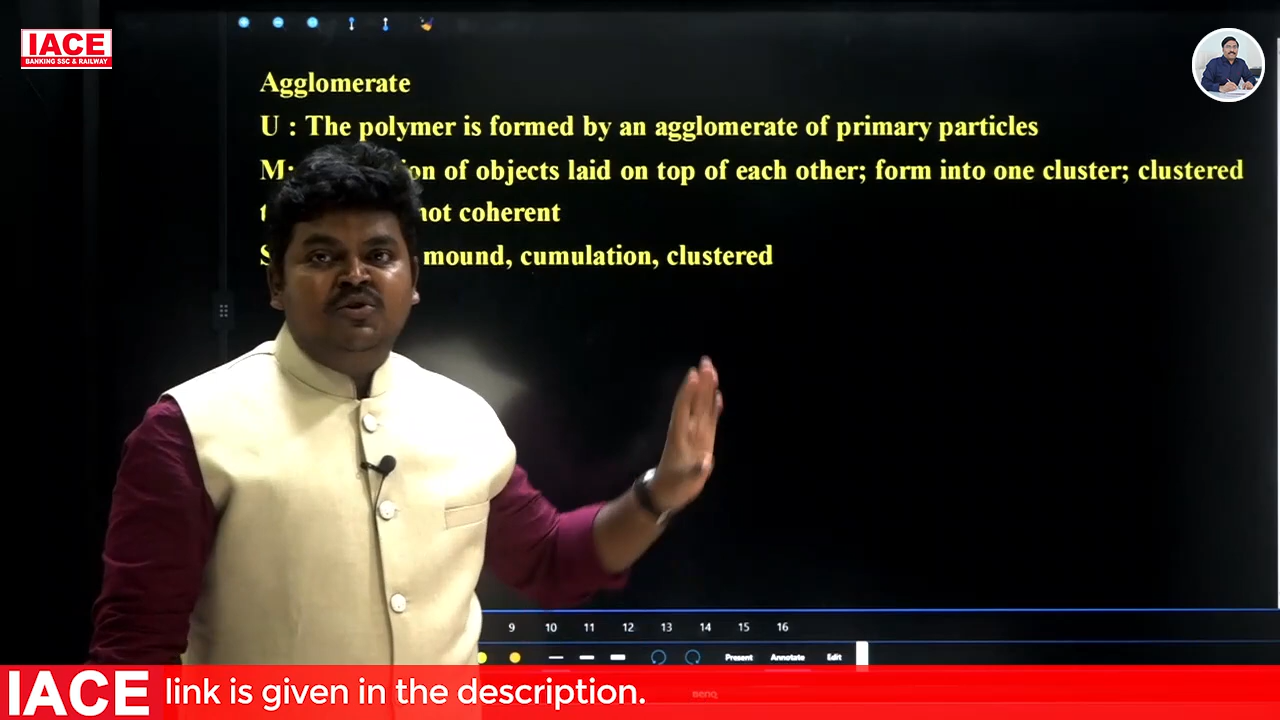 IACE
BANKING SSC & RAILWAY
Agglomerate
U : The polymer is formed by an agglomerate of primary particles
M: of objects laid on top of each other; form into one cluster; clustered
not coherent
mound, cumulation, clustered
9 10 11 12 13 14 15 16
Present Annotate Edit
BenQ
IACE link is given in the description.